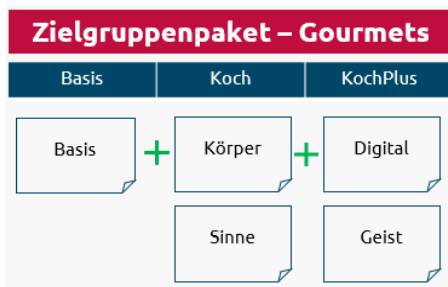 Zielgruppenpaket – Gourmets
Basis Koch KochPlus
Basis + Körper + Digital
Sinne Geist